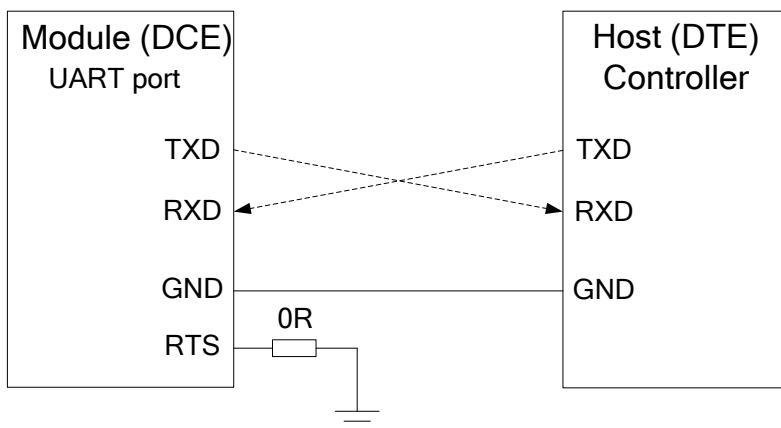 Module (DCE)
UART port
TXD
RXD
GND
RTS
0R
Host (DTE)
Controller
TXD
RXD
GND